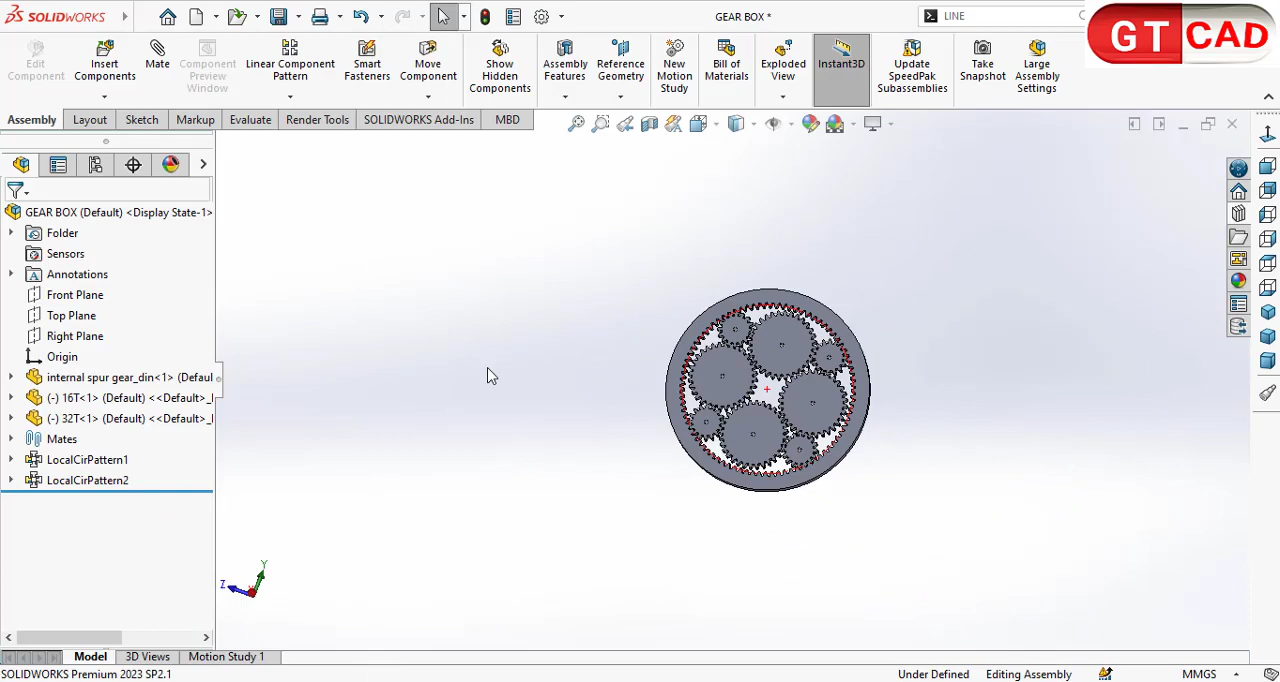 SOLIDWORKS
GEAR BOX *
LINE
GT CAD
Edit Component
Insert Components
Mate
Component Preview Window
Linear Component Pattern
Smart Fasteners
Move Component
Show Hidden Components
Assembly Features
Reference Geometry
New Motion Study
Bill of Materials
Exploded View
Instant3D
Update SpeedPak Subassemblies
Take Snapshot
Large Assembly Settings
Assembly
Layout
Sketch
Markup
Evaluate
Render Tools
SOLIDWORKS Add-Ins
MBD
GEAR BOX (Default) <Display State-1>
Folder
Sensors
Annotations
Front Plane
Top Plane
Right Plane
Origin
internal spur gear_din<1> (Defaul
(-) 16T<1> (Default) <<Default>_
(-) 32T<1> (Default) <<Default>_
Mates
LocalCirPattern1
LocalCirPattern2
Y
Z
Model
3D Views
Motion Study 1
SOLIDWORKS Premium 2023 SP2.1
Under Defined
Editing Assembly
MMGS